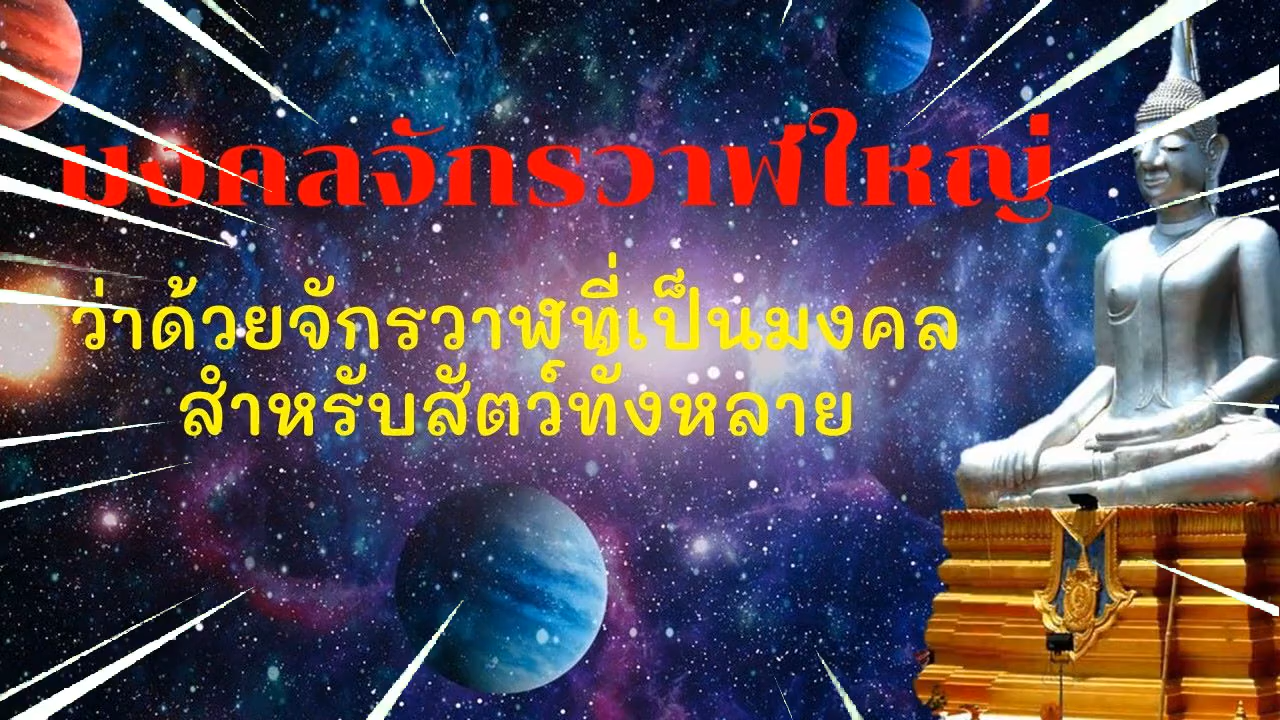 มงคลจักรวาฬใหญ่
ว่าด้วยจักรวาฬที่เป็นมงคล
สำหรับสัตว์ทั้งหลาย